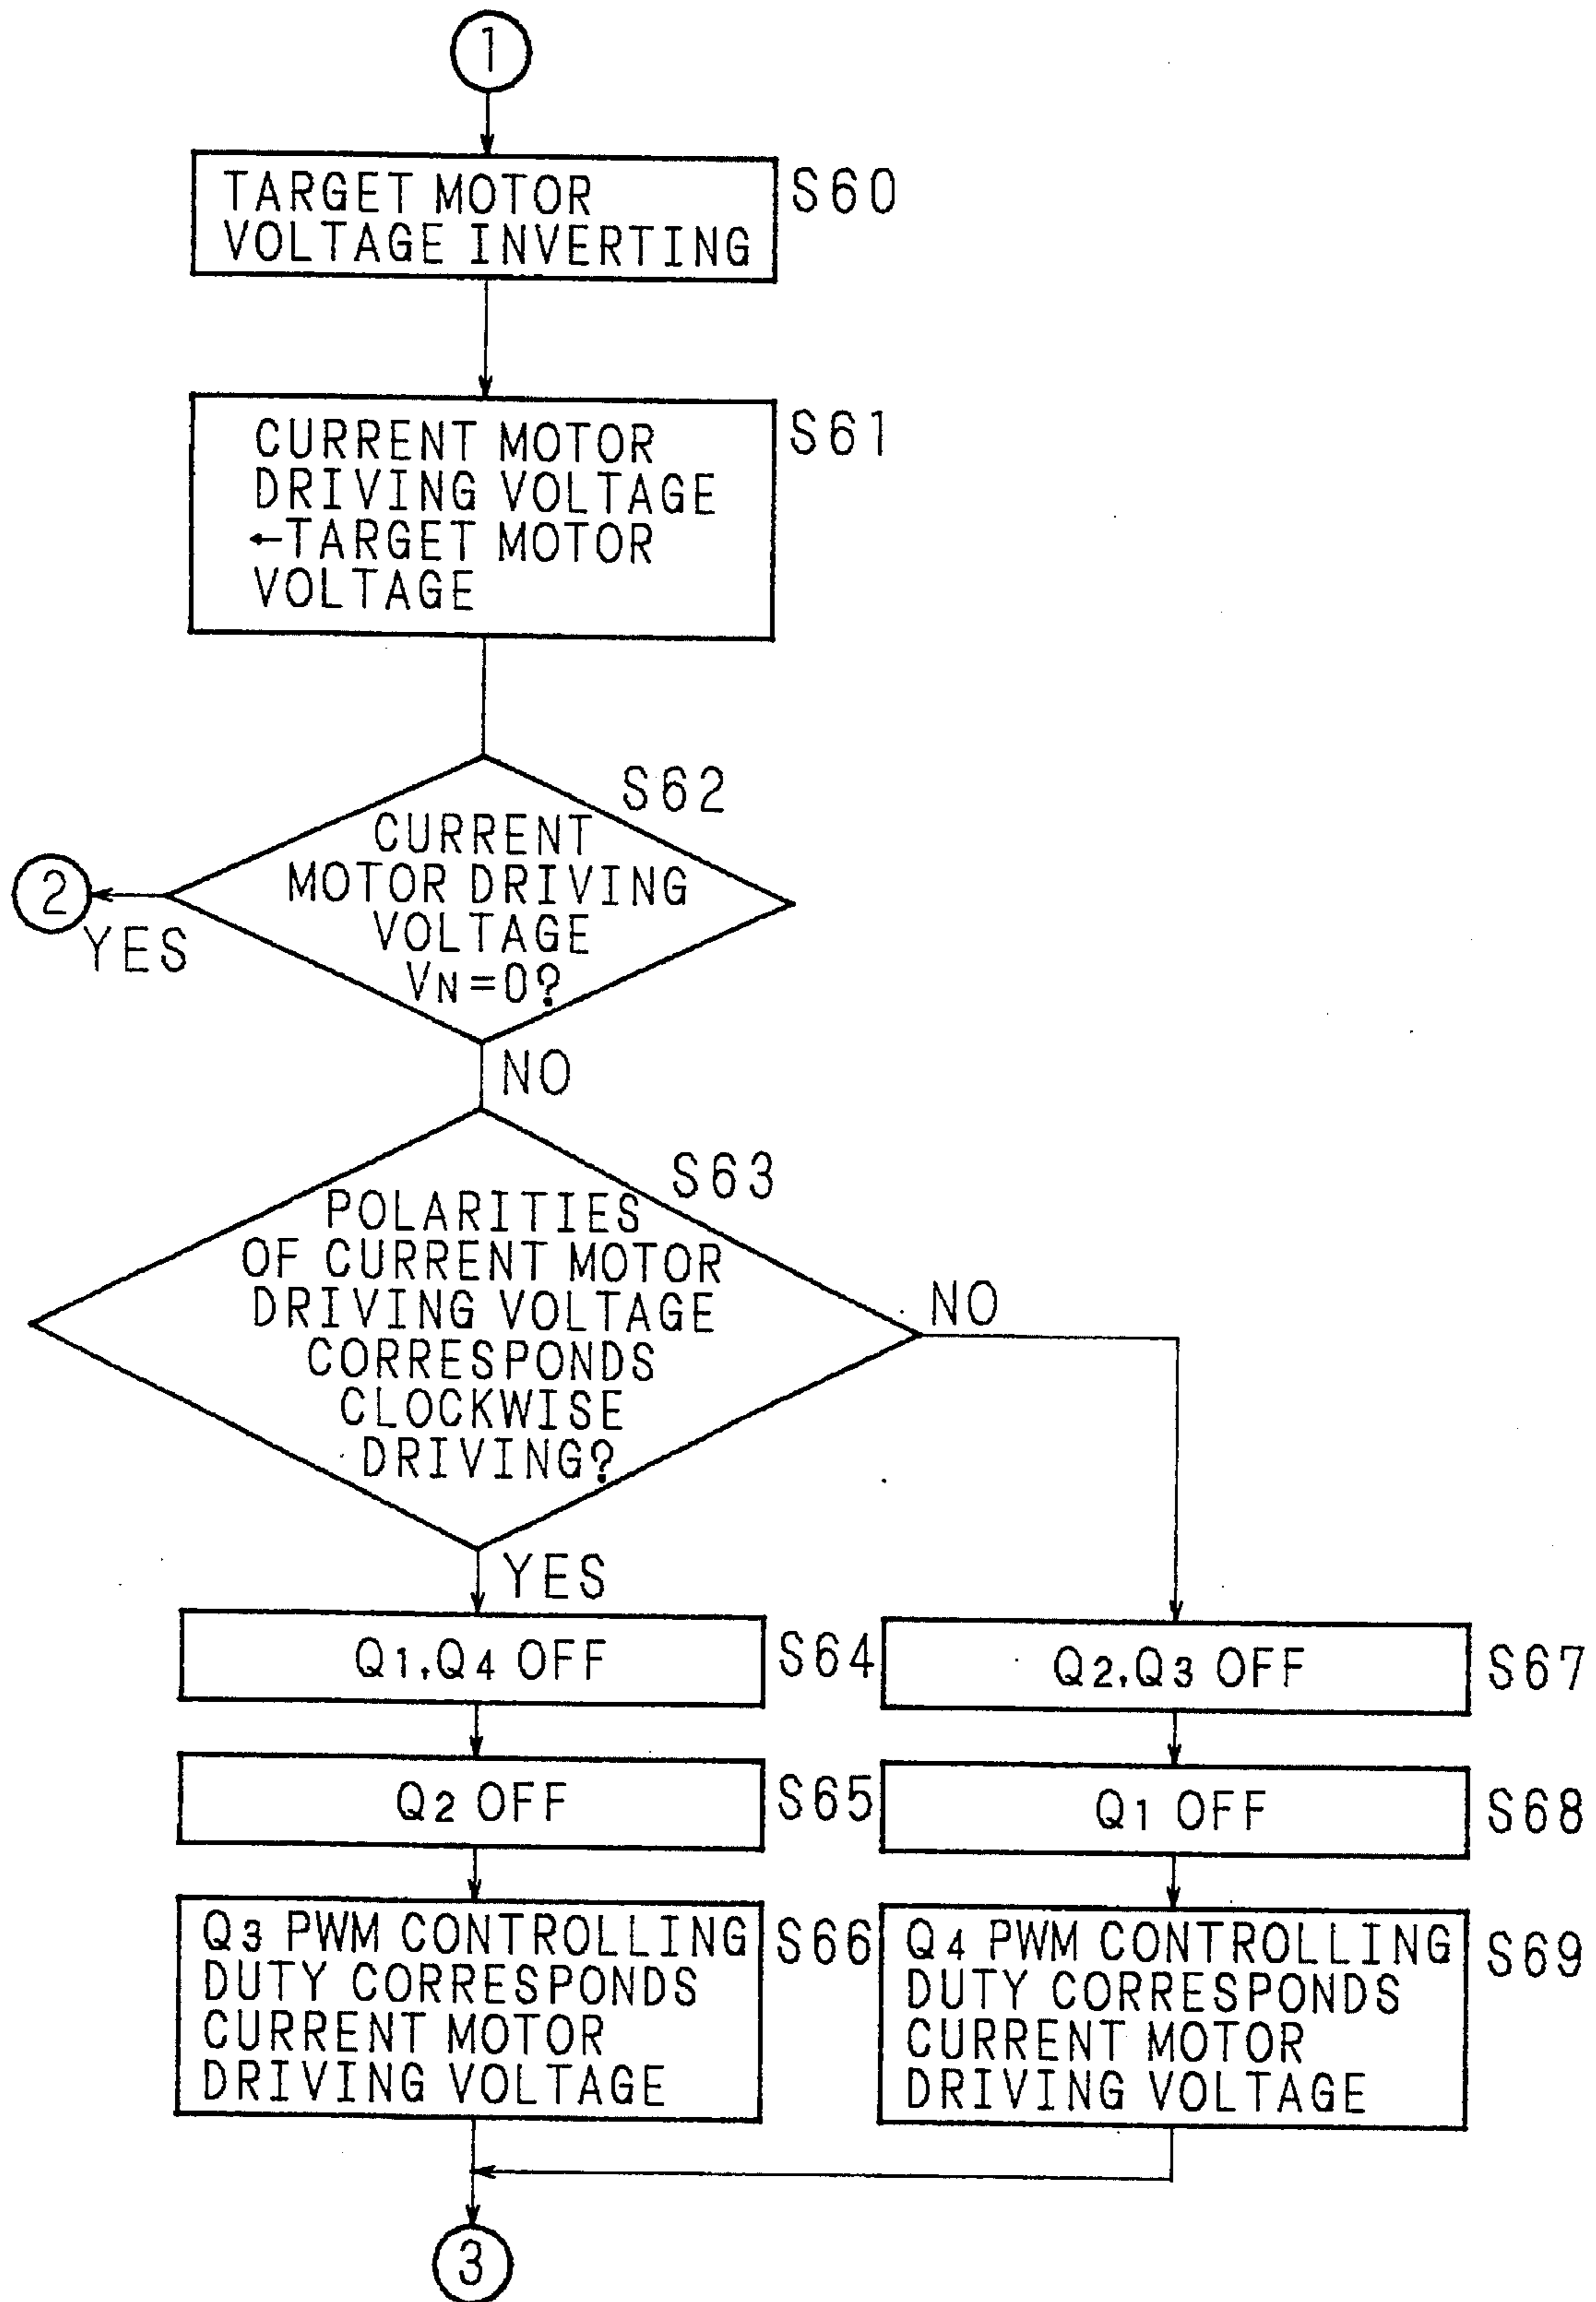 1
TARGET MOTOR
VOLTAGE INVERTING
S60
CURRENT MOTOR
DRIVING VOLTAGE
←TARGET MOTOR
VOLTAGE
S61
S62
CURRENT
MOTOR DRIVING
VOLTAGE
VN=0?
2
YES
NO
S63
POLARITIES
OF CURRENT MOTOR
DRIVING VOLTAGE
CORRESPONDS
CLOCKWISE
DRIVING?
NO
YES
Q1,Q4 OFF
S64
Q2,Q3 OFF
S67
Q2 OFF
S65
Q1 OFF
S68
Q3 PWM CONTROLLING
DUTY CORRESPONDS
CURRENT MOTOR
DRIVING VOLTAGE
S66
Q4 PWM CONTROLLING
DUTY CORRESPONDS
CURRENT MOTOR
DRIVING VOLTAGE
S69
3